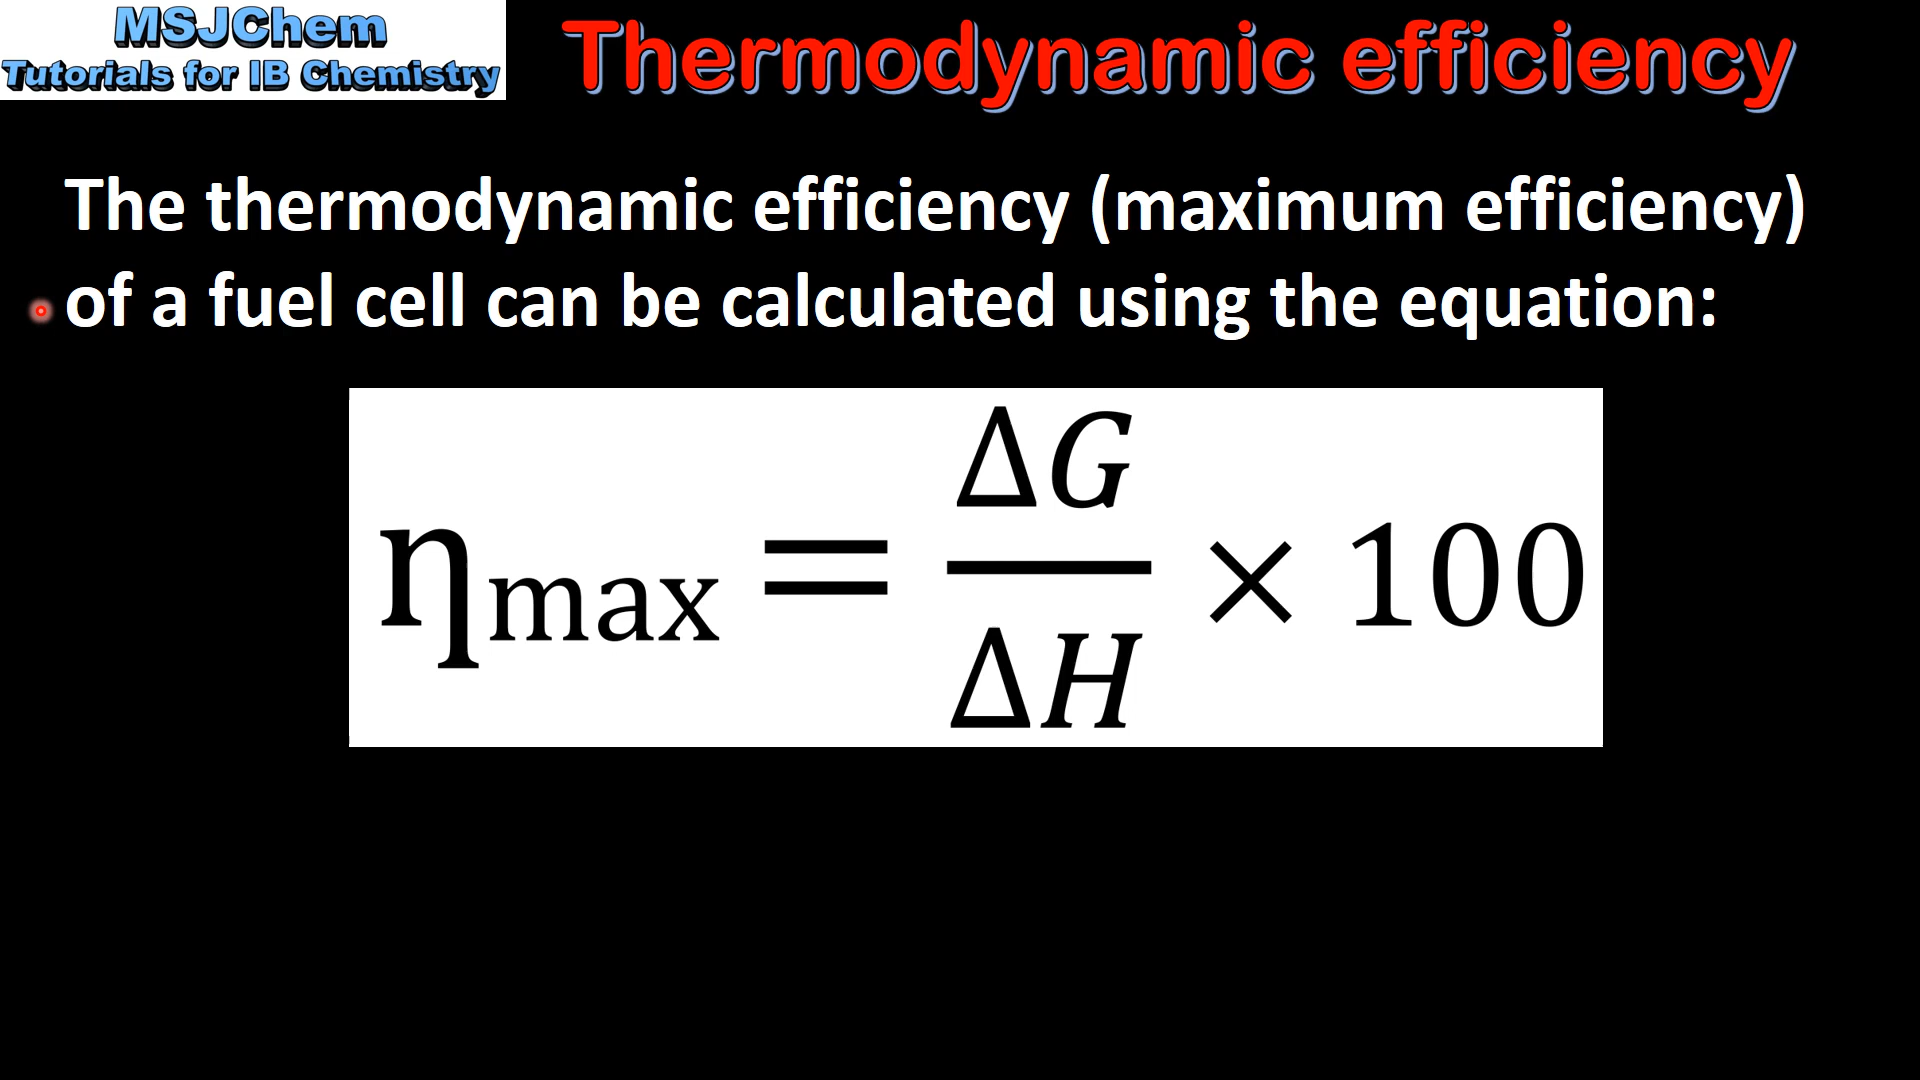 MSJChem
Tutorials for IB Chemistry
Thermodynamic efficiency
The thermodynamic efficiency (maximum efficiency)
of a fuel cell can be calculated using the equation:
ηmax = ΔG/ΔH × 100